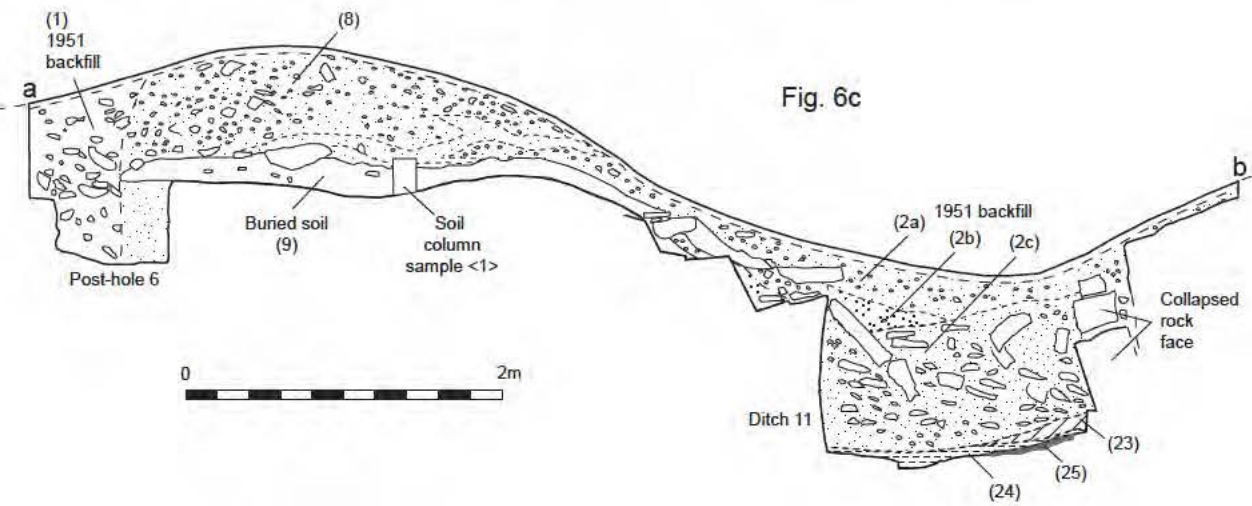 (1)
1951
backfill
(8)
a
Fig. 6c
b
Buried soil
(9)
Soil
column
sample <1>
Post-hole 6
1951 backfill
(2a)
(2b)
(2c)
Collapsed
rock
face
0
2m
Ditch 11
(23)
(25)
(24)